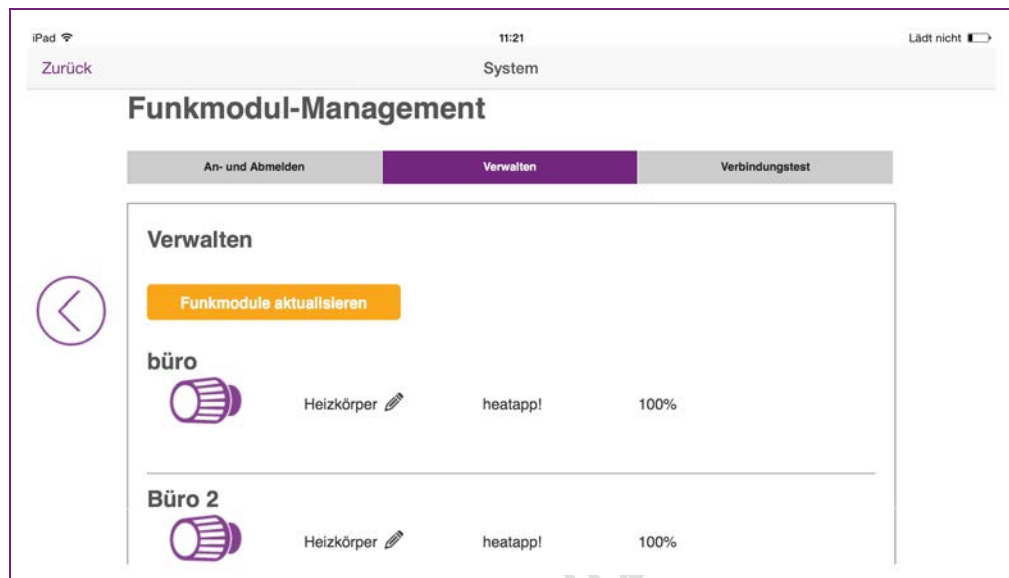 iPad 11:21 Lädt nicht
Zurück System
Funkmodul-Management
An- und Abmelden Verwalten Verbindungstest
Verwalten
Funkmodule aktualisieren
büro
Heizkörper heatapp! 100%
Büro 2
Heizkörper heatapp! 100%